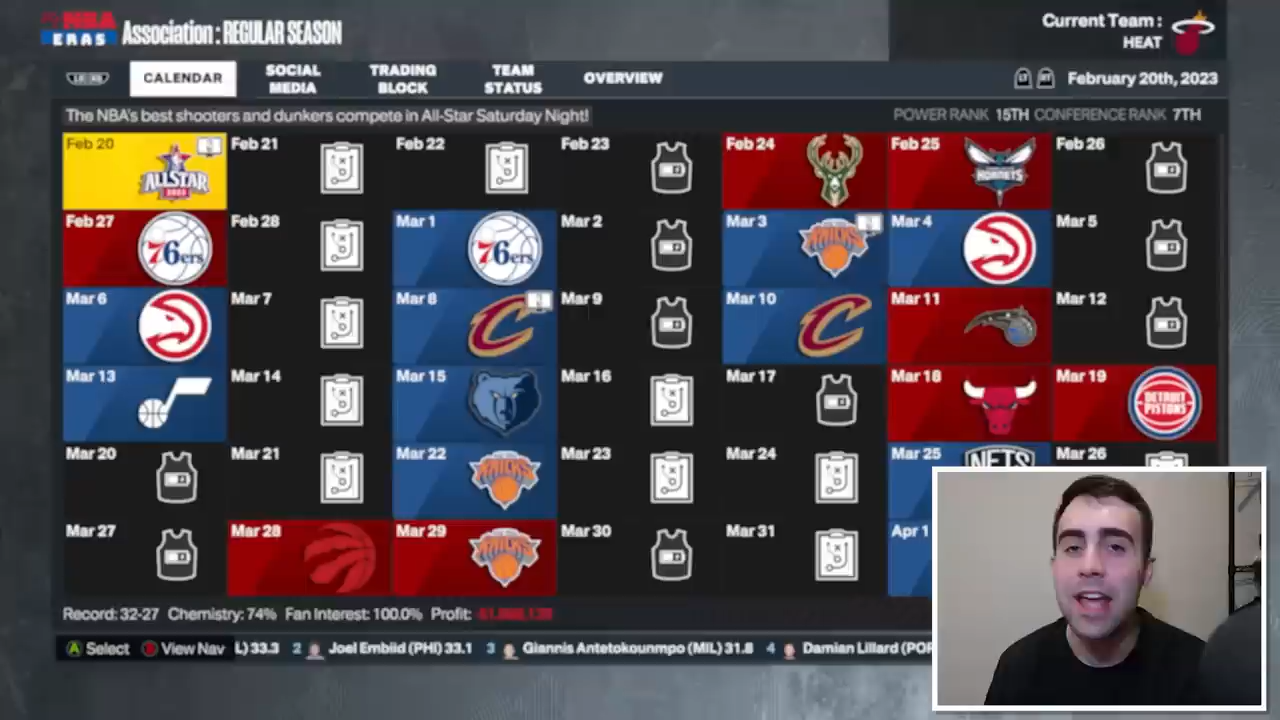 NBA
Current Team :
ERAS
Association : REGULAR SEASON
HEAT
CALENDAR
SOCIAL MEDIA
TRADING BLOCK
TEAM STATUS
OVERVIEW
LT RT
February 20th, 2023
The NBA's best shooters and dunkers compete in All-Star Saturday Night!
POWER RANK 15TH CONFERENCE RANK 7TH
Feb 20 ALLSTAR Feb 21 Feb 22 Feb 23 Feb 24 Feb 25 HORNETS Feb 26
Feb 27 76ers Feb 28 Mar 1 76ers Mar 2 Mar 3 KNICKS Mar 4 Mar 5
Mar 6 Mar 7 Mar 8 C Mar 9 Mar 10 C Mar 11 Mar 12
Mar 13 Mar 14 Mar 15 Mar 16 Mar 17 Mar 18 Mar 19 DETROIT PISTONS
Mar 20 Mar 21 Mar 22 KNICKS Mar 23 Mar 24 Mar 25 NETS Mar 26
Mar 27 Mar 28 Mar 29 KNICKS Mar 30 Mar 31 Apr 1
Record: 32-27 Chemistry: 74% Fan Interest: 100.0% Profit:
A Select B View Nav L) 33.3 2 Joel Embiid (PHI) 33.1 3 Giannis Antetokounmpo (MIL) 31.8 4 Damian Lillard (POR